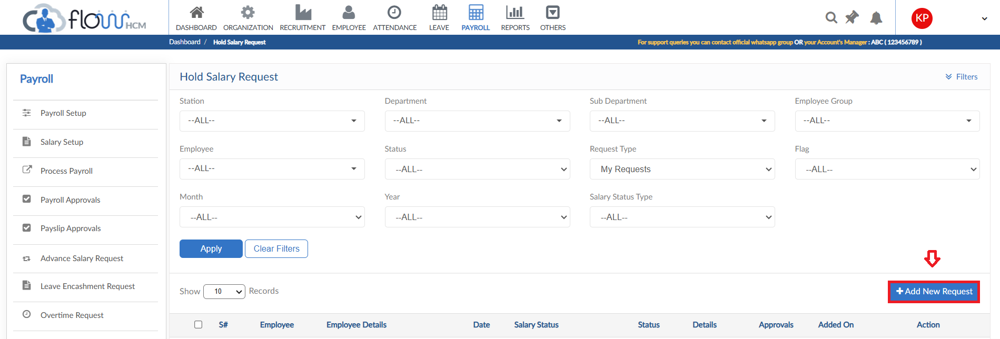 flowHCM
DASHBOARD ORGANIZATION RECRUITMENT EMPLOYEE ATTENDANCE LEAVE PAYROLL REPORTS OTHERS
KP
Dashboard / Hold Salary Request
For support queries you can contact official whatsapp group OR your Account's Manager : ABC ( 123456789 )
Payroll
Payroll Setup
Salary Setup
Process Payroll
Payroll Approvals
Payslip Approvals
Advance Salary Request
Leave Encashment Request
Overtime Request
Hold Salary Request
Filters
Station Department Sub Department Employee Group
--ALL-- --ALL-- --ALL-- --ALL--
Employee Status Request Type Flag
--ALL-- --ALL-- My Requests --ALL--
Month Year Salary Status Type
--ALL-- --ALL-- --ALL--
Apply Clear Filters
Show 10 Records
+ Add New Request
S# Employee Employee Details Date Salary Status Status Details Approvals Added On Action